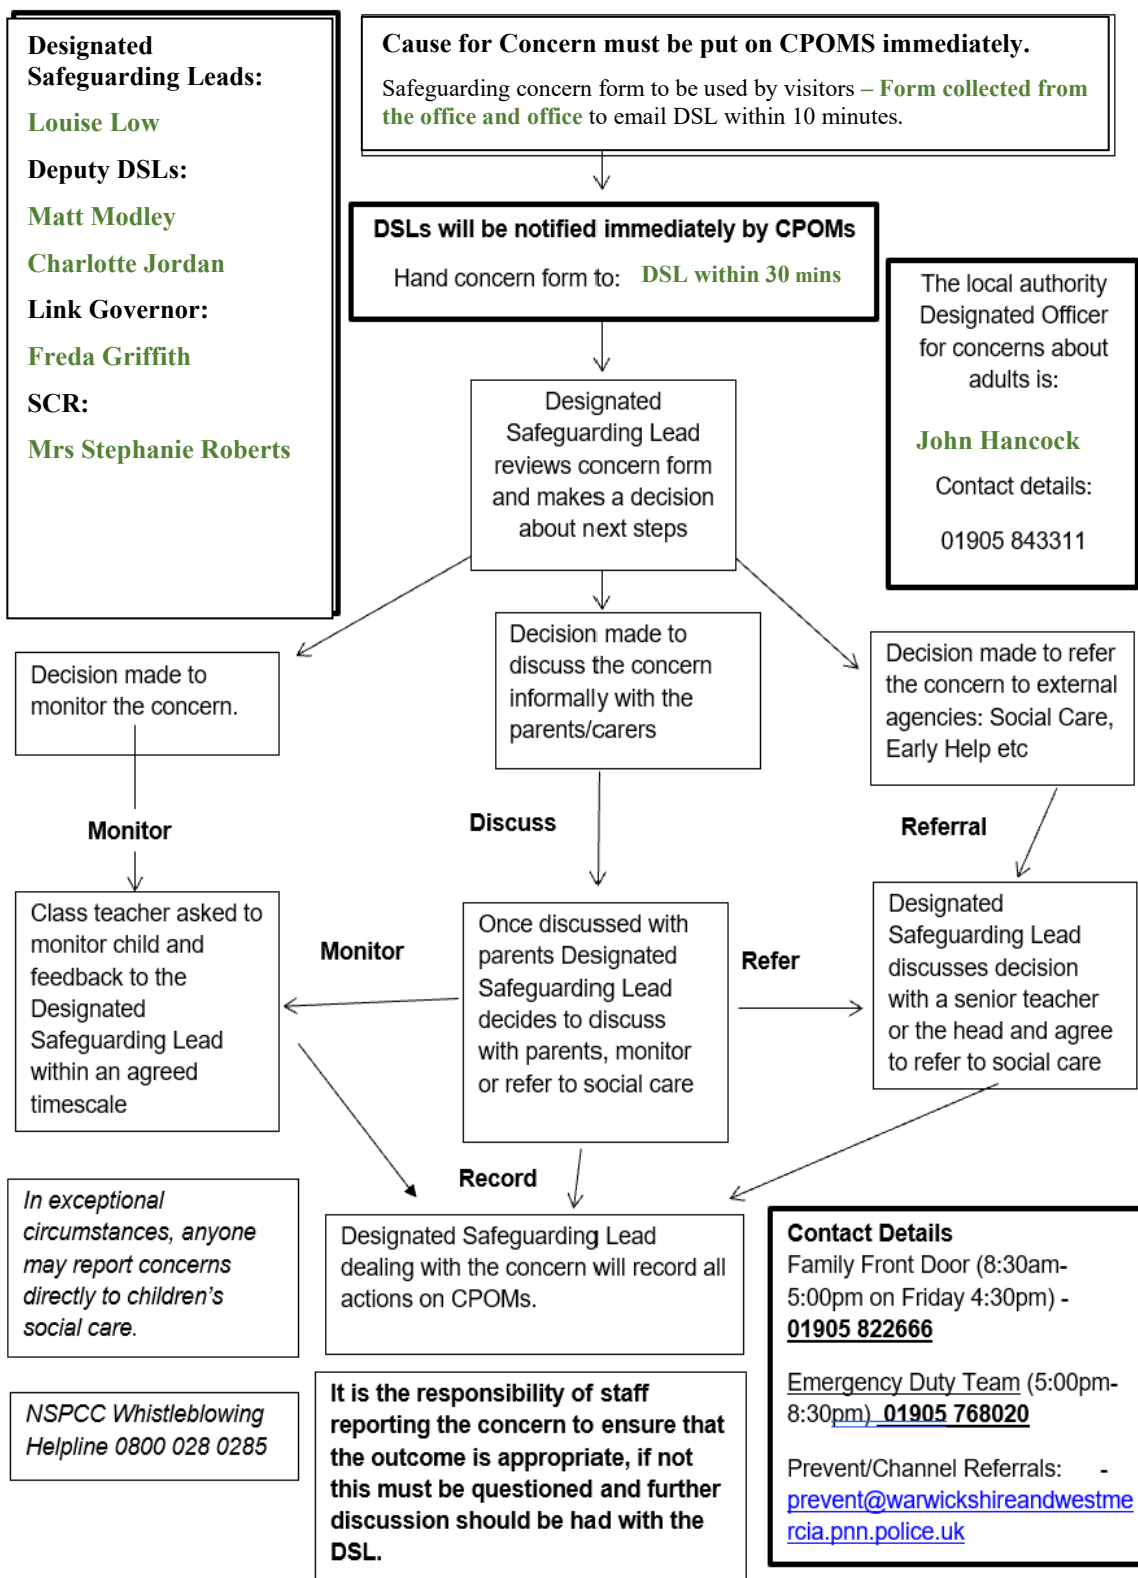 Designated
Safeguarding Leads:
Louise Low
Deputy DSLs:
Matt Modley
Charlotte Jordan
Link Governor:
Freda Griffith
SCR:
Mrs Stephanie Roberts
Cause for Concern must be put on CPOMS immediately.
Safeguarding concern form to be used by visitors – Form collected from
the office and office to email DSL within 10 minutes.
DSLs will be notified immediately by CPOMs
Hand concern form to: DSL within 30 mins
The local authority
Designated Officer
for concerns about
adults is:
John Hancock
Contact details:
01905 843311
Designated
Safeguarding Lead
reviews concern form
and makes a decision
about next steps
Decision made to
monitor the concern.
Decision made to
discuss the concern
informally with the
parents/carers
Decision made to refer
the concern to external
agencies: Social Care,
Early Help etc
Monitor
Discuss
Referral
Class teacher asked to
monitor child and
feedback to the
Designated
Safeguarding Lead
within an agreed
timescale
Monitor
Once discussed with
parents Designated
Safeguarding Lead
decides to discuss
with parents, monitor
or refer to social care
Refer
Designated
Safeguarding Lead
discusses decision
with a senior teacher
or the head and agree
to refer to social care
Record
In exceptional
circumstances, anyone
may report concerns
directly to children's
social care.
Designated Safeguarding Lead
dealing with the concern will record all
actions on CPOMs.
NSPCC Whistleblowing
Helpline 0800 028 0285
It is the responsibility of staff
reporting the concern to ensure that
the outcome is appropriate, if not
this must be questioned and further
discussion should be had with the
DSL.
Contact Details
Family Front Door (8:30am-
5:00pm on Friday 4:30pm) -
01905 822666
Emergency Duty Team (5:00pm-
8:30pm) 01905 768020
Prevent/Channel Referrals: -
prevent@warwickshireandwestme
rcia.pnn.police.uk